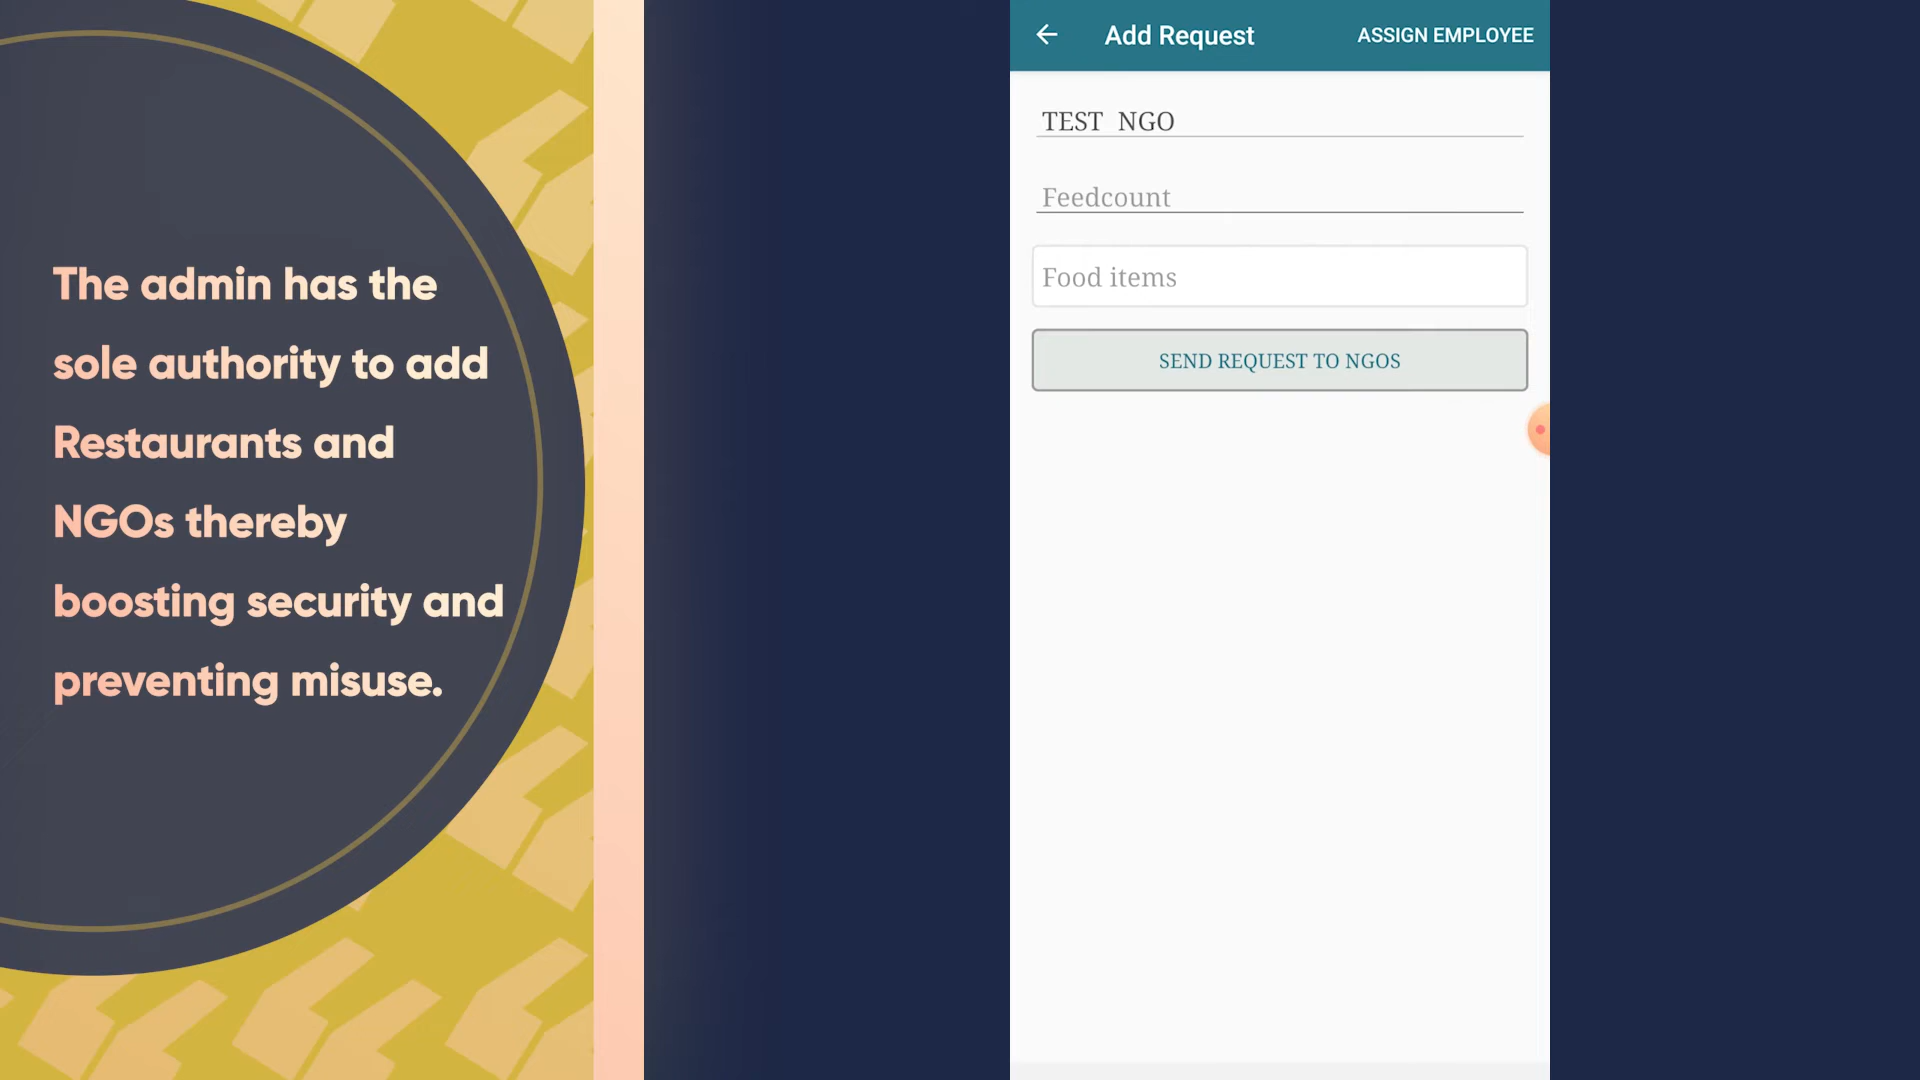 The admin has the
sole authority to add
Restaurants and
NGOs thereby
boosting security and
preventing misuse.
Add Request
ASSIGN EMPLOYEE
TEST NGO
Feedcount
Food items
SEND REQUEST TO NGOS